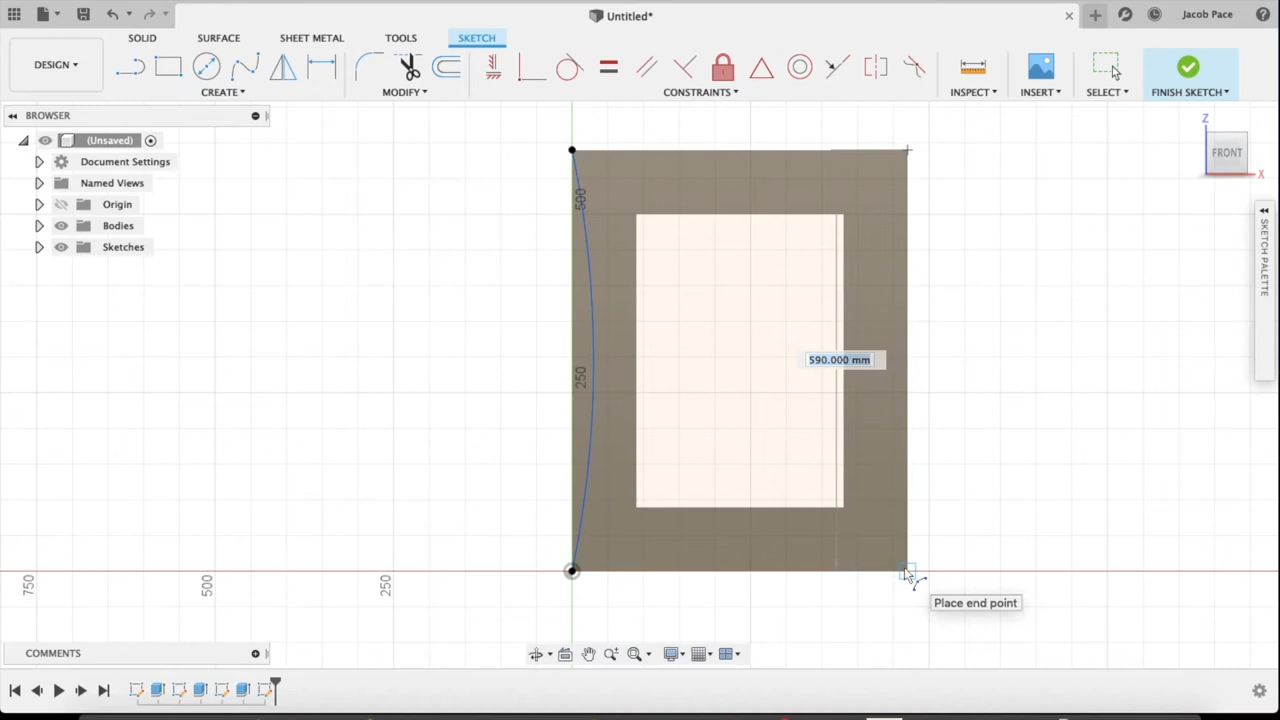 Untitled*
Jacob Pace
DESIGN
SOLID
SURFACE
SHEET METAL
TOOLS
SKETCH
CREATE
MODIFY
CONSTRAINTS
INSPECT
INSERT
SELECT
FINISH SKETCH
BROWSER
(Unsaved)
Document Settings
Named Views
Origin
Bodies
Sketches
Z
FRONT
X
SKETCH PALETTE
500
250
590.000 mm
750
500
250
Place end point
COMMENTS